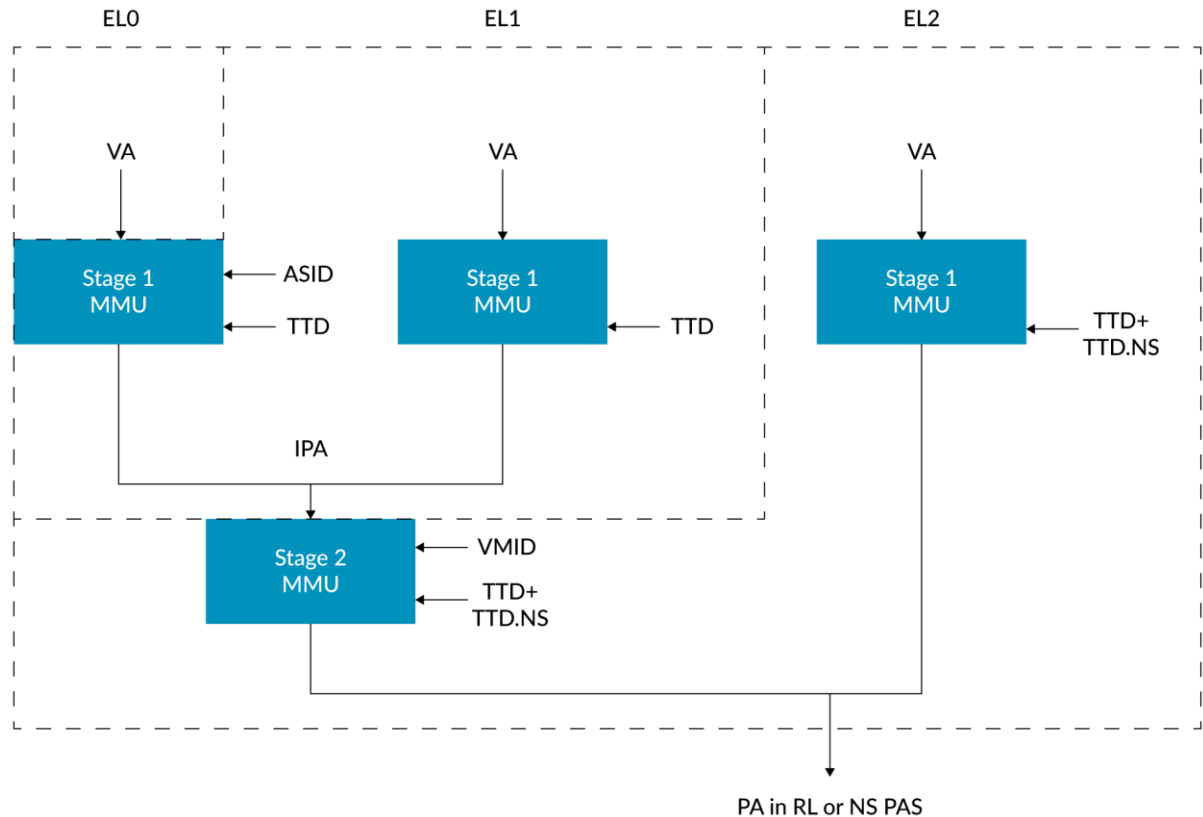 EL0
EL1
EL2
VA
VA
VA
Stage 1
MMU
ASID
TTD
Stage 1
MMU
TTD
Stage 1
MMU
TTD+
TTD.NS
IPA
Stage 2
MMU
VMID
TTD+
TTD.NS
PA in RL or NS PAS